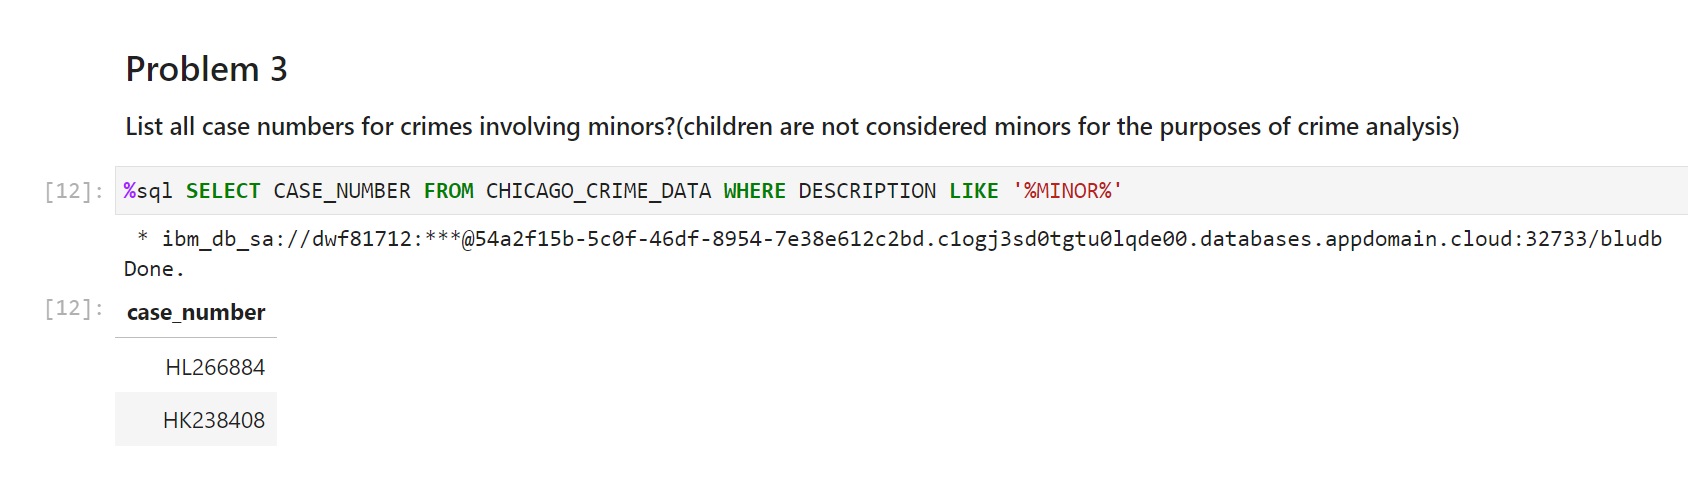 Problem 3
List all case numbers for crimes involving minors?(children are not considered minors for the purposes of crime analysis)
[12]: %sql SELECT CASE_NUMBER FROM CHICAGO_CRIME_DATA WHERE DESCRIPTION LIKE '%MINOR%'
* ibm_db_sa://dwf81712:***@54a2f15b-5c0f-46df-8954-7e38e612c2bd.c1ogj3sd0tgtu0lqde00.databases.appdomain.cloud:32733/bludb
Done.
[12]: case_number
HL266884
HK238408